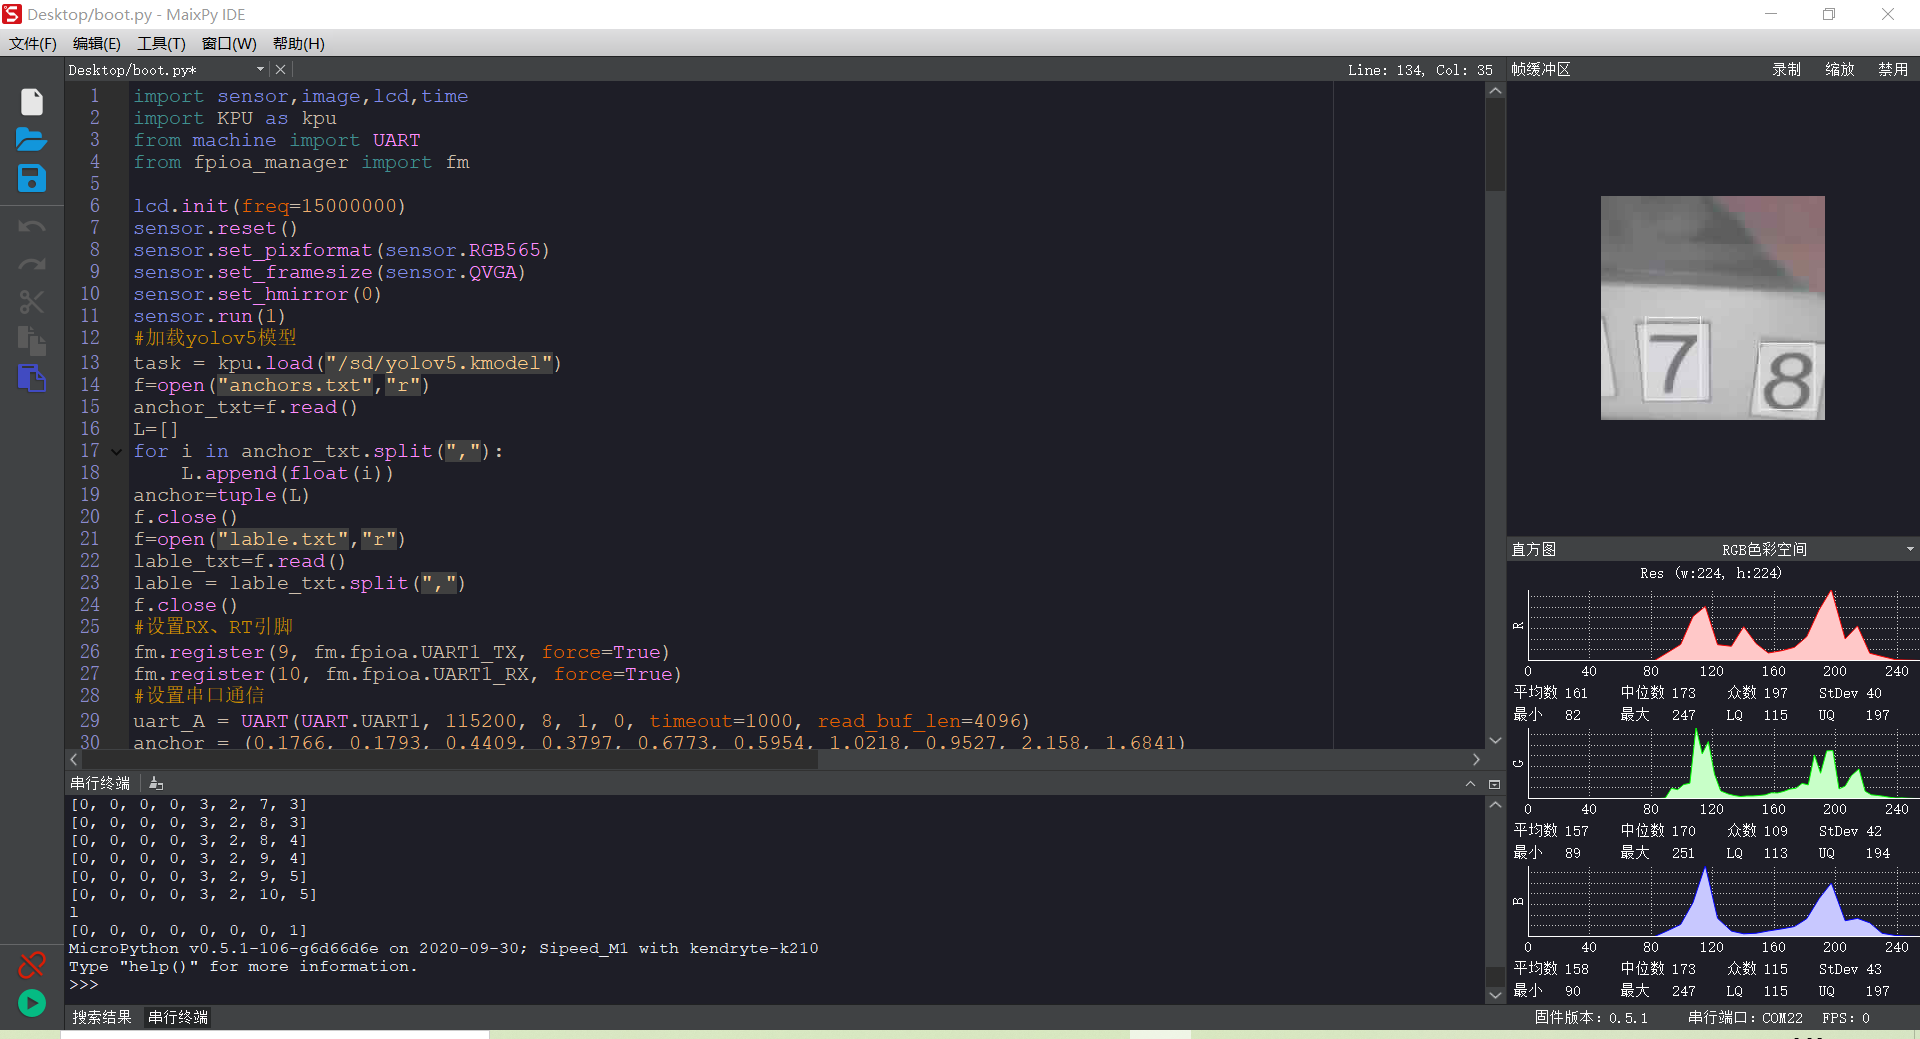 Desktop/boot.py - MaixPy IDE
文件(F) 编辑(E) 工具(T) 窗口(W) 帮助(H)
Desktop/boot.py*
Line: 134, Col: 35
1 import sensor,image,lcd,time
2 import KPU as kpu
3 from machine import UART
4 from fpioa_manager import fm
5
6 lcd.init(freq=15000000)
7 sensor.reset()
8 sensor.set_pixformat(sensor.RGB565)
9 sensor.set_framesize(sensor.QVGA)
10 sensor.set_hmirror(0)
11 sensor.run(1)
12 #加载yolov5模型
13 task = kpu.load("/sd/yolov5.kmodel")
14 f=open("anchors.txt","r")
15 anchor_txt=f.read()
16 L=[]
17 for i in anchor_txt.split(","):
18 L.append(float(i))
19 anchor=tuple(L)
20 f.close()
21 f=open("lable.txt","r")
22 lable_txt=f.read()
23 lable = lable_txt.split(",")
24 f.close()
25 #设置RX、RT引脚
26 fm.register(9, fm.fpioa.UART1_TX, force=True)
27 fm.register(10, fm.fpioa.UART1_RX, force=True)
28 #设置串口通信
29 uart_A = UART(UART.UART1, 115200, 8, 1, 0, timeout=1000, read_buf_len=4096)
30 anchor = (0.1766, 0.1793, 0.4409, 0.3797, 0.6773, 0.5954, 1.0218, 0.9527, 2.158, 1.6841)
串行终端
[0, 0, 0, 0, 3, 2, 7, 3]
[0, 0, 0, 0, 3, 2, 8, 3]
[0, 0, 0, 0, 3, 2, 8, 4]
[0, 0, 0, 0, 3, 2, 9, 4]
[0, 0, 0, 0, 3, 2, 9, 5]
[0, 0, 0, 0, 3, 2, 10, 5]
l
[0, 0, 0, 0, 0, 0, 0, 1]
MicroPython v0.5.1-106-g6d66d6e on 2020-09-30; Sipeed_M1 with kendryte-k210
Type "help()" for more information.
>>>
搜索结果 串行终端
帧缓冲区 录制 缩放 禁用
7 8
直方图 RGB色彩空间
Res (w:224, h:224)
R
0 40 80 120 160 200 240
平均数 161 中位数 173 众数 197 StDev 40
最小 82 最大 247 LQ 115 UQ 197
G
0 40 80 120 160 200 240
平均数 157 中位数 170 众数 109 StDev 42
最小 89 最大 251 LQ 113 UQ 194
B
0 40 80 120 160 200 240
平均数 158 中位数 173 众数 115 StDev 43
最小 90 最大 247 LQ 115 UQ 197
固件版本: 0.5.1 串行端口: COM22 FPS: 0